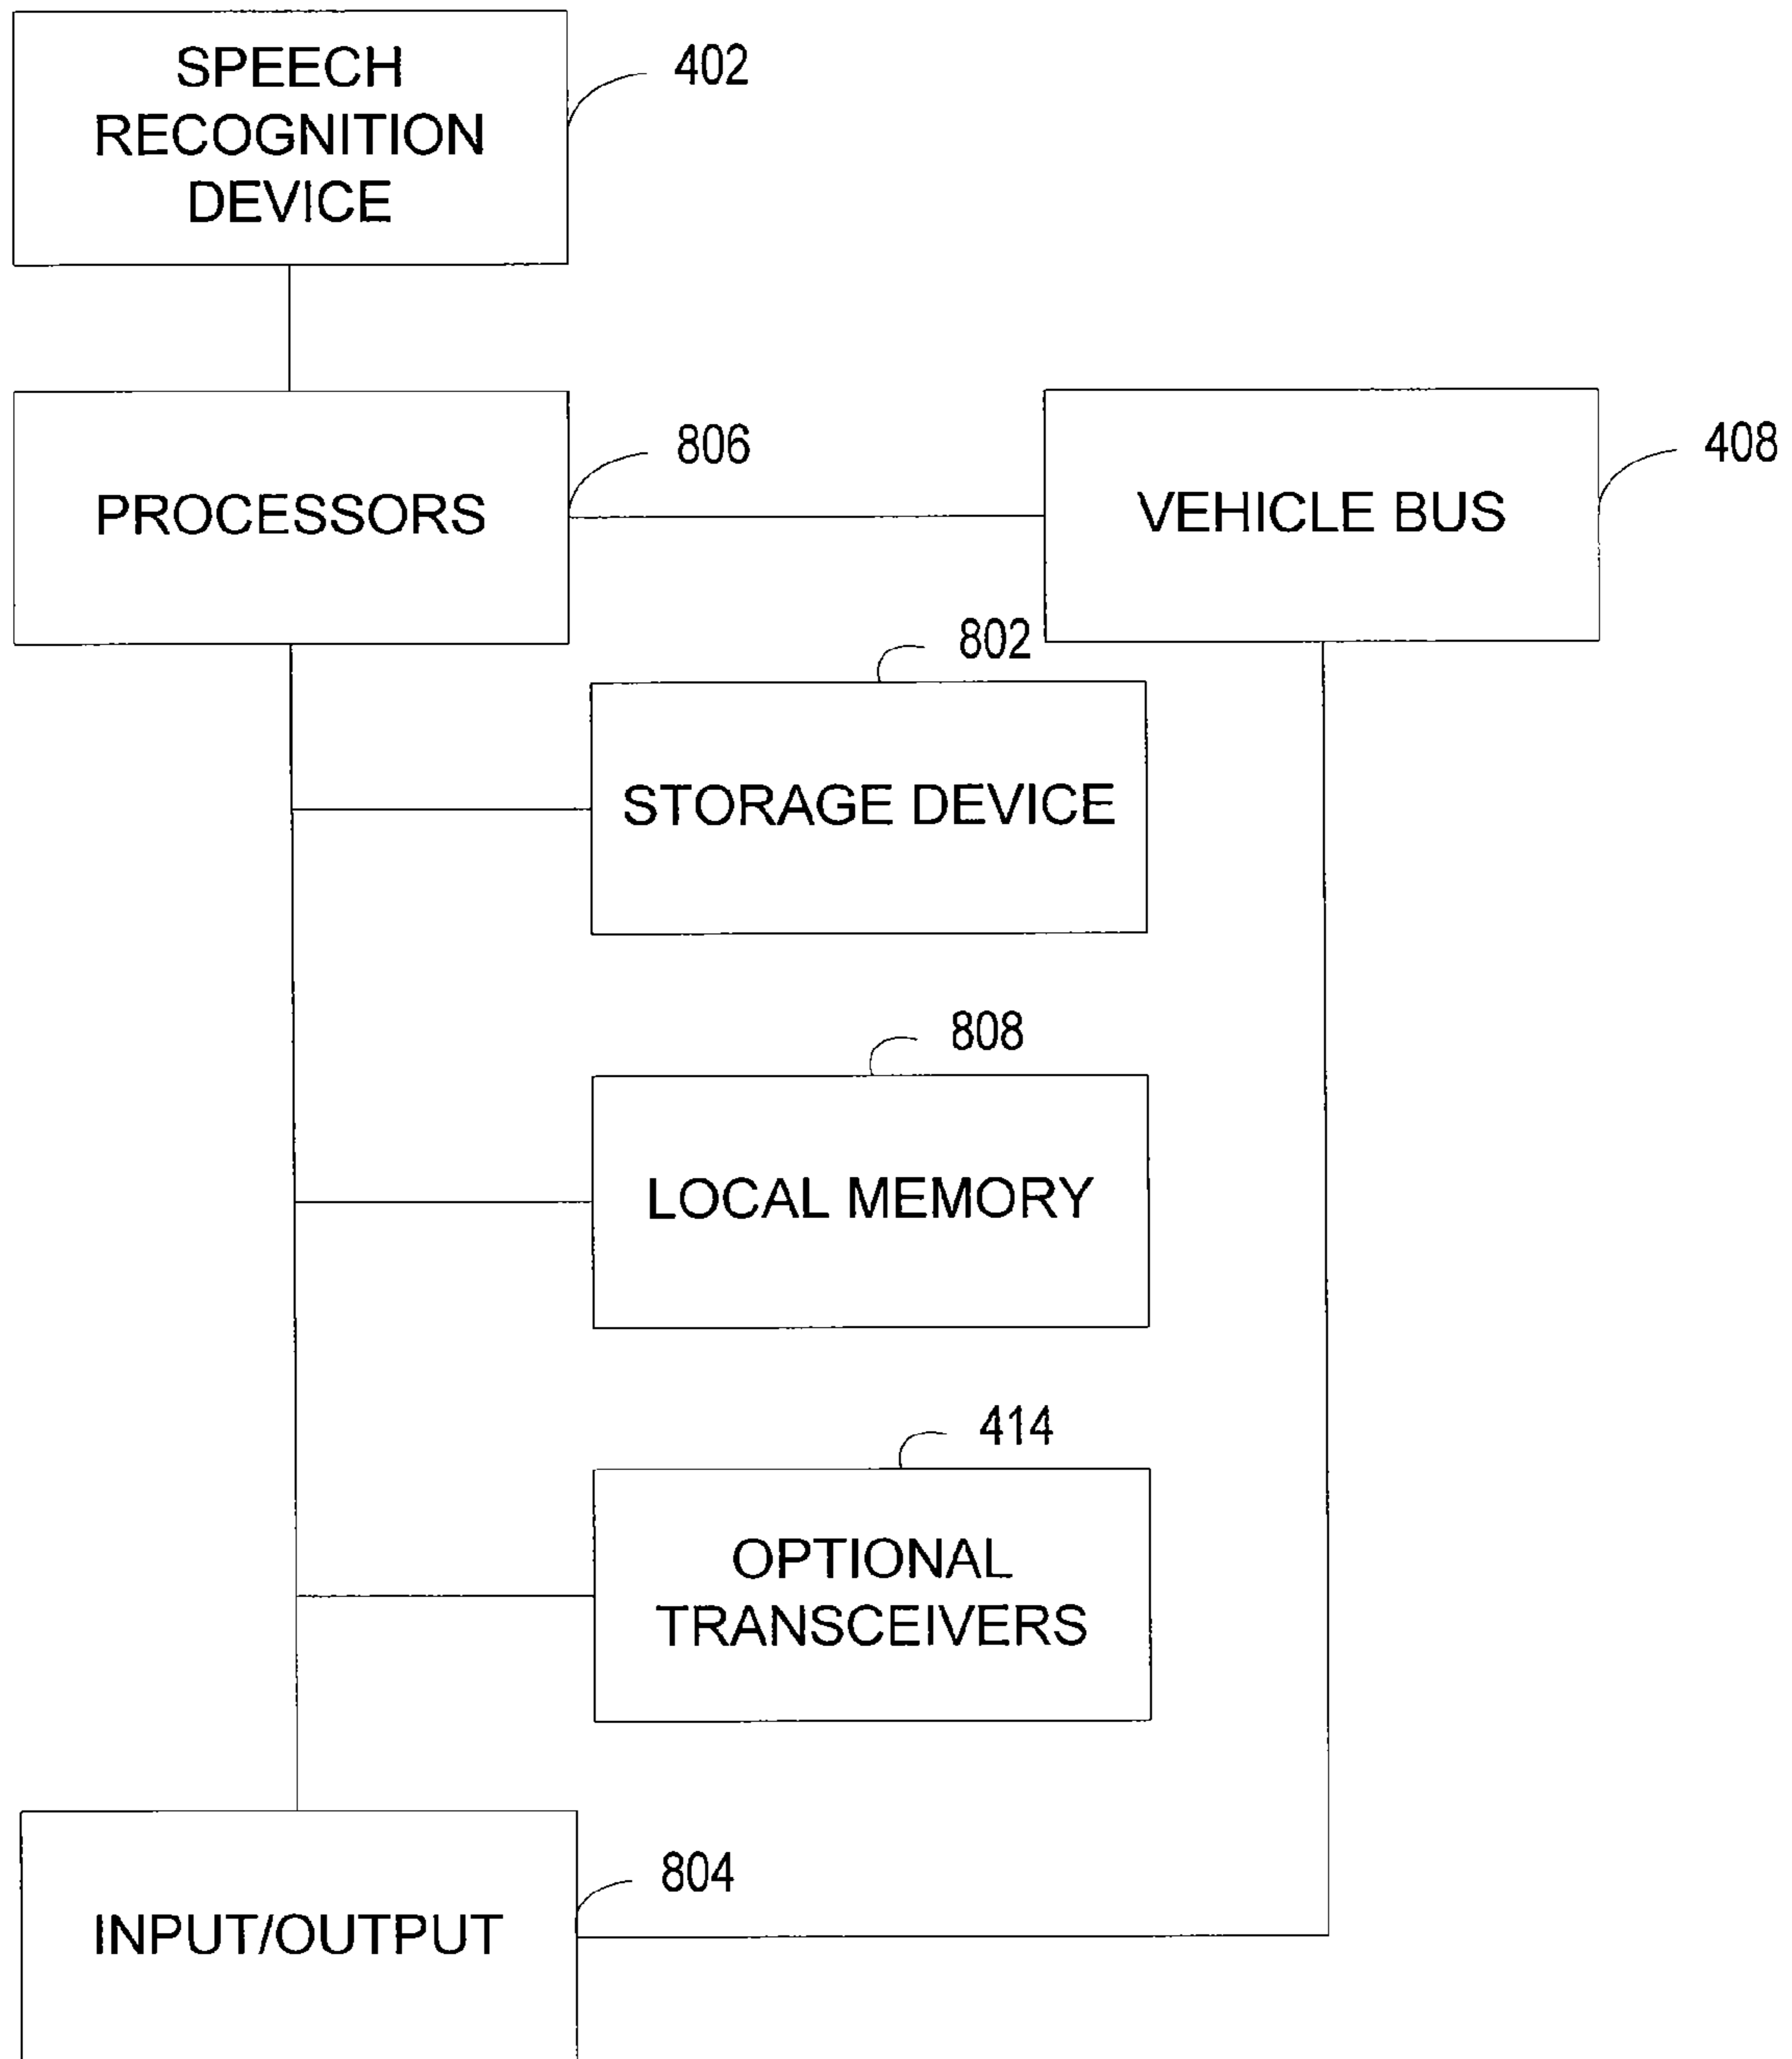 SPEECH
RECOGNITION
DEVICE
402
PROCESSORS
806
VEHICLE BUS
408
802
STORAGE DEVICE
808
LOCAL MEMORY
414
OPTIONAL
TRANSCEIVERS
804
INPUT/OUTPUT